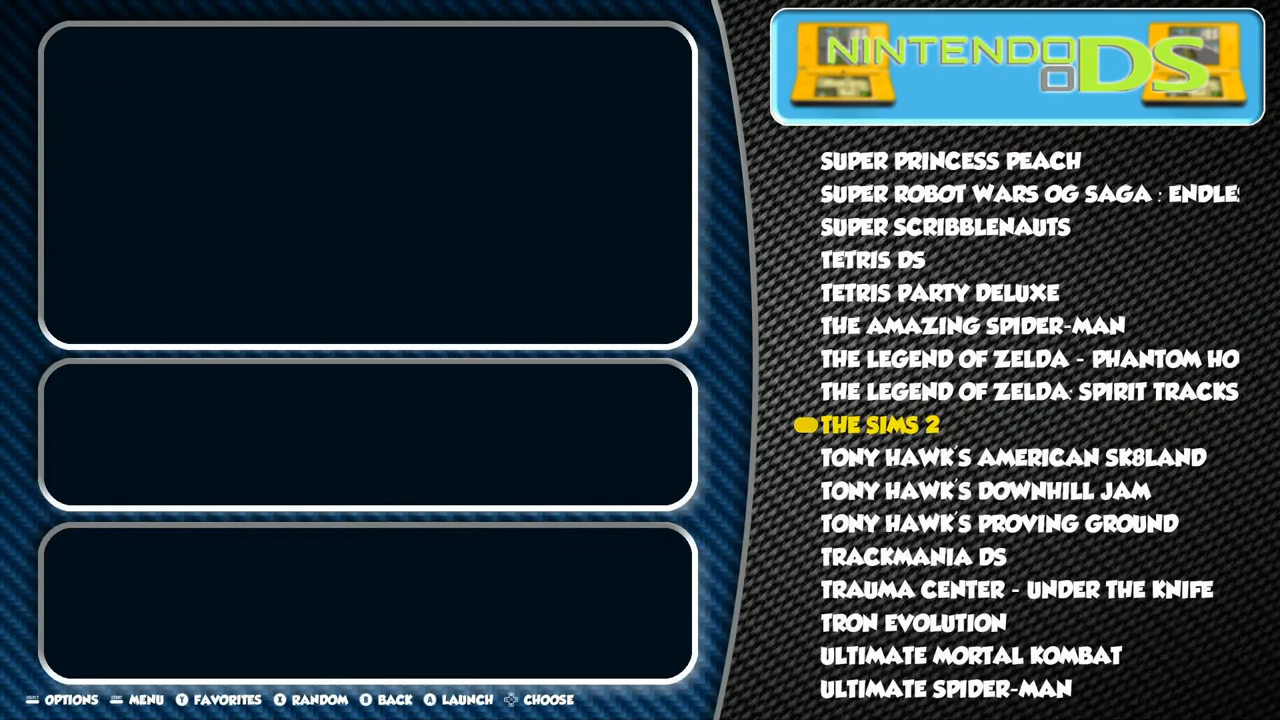 NINTENDO DS
SUPER PRINCESS PEACH
SUPER ROBOT WARS OG SAGA : ENDLES
SUPER SCRIBBLENAUTS
TETRIS DS
TETRIS PARTY DELUXE
THE AMAZING SPIDER-MAN
THE LEGEND OF ZELDA - PHANTOM HO
THE LEGEND OF ZELDA: SPIRIT TRACKS
THE SIMS 2
TONY HAWK'S AMERICAN SK8LAND
TONY HAWK'S DOWNHILL JAM
TONY HAWK'S PROVING GROUND
TRACKMANIA DS
TRAUMA CENTER - UNDER THE KNIFE
TRON EVOLUTION
ULTIMATE MORTAL KOMBAT
ULTIMATE SPIDER-MAN
SELECT OPTIONS START MENU Y FAVORITES X RANDOM B BACK A LAUNCH CHOOSE